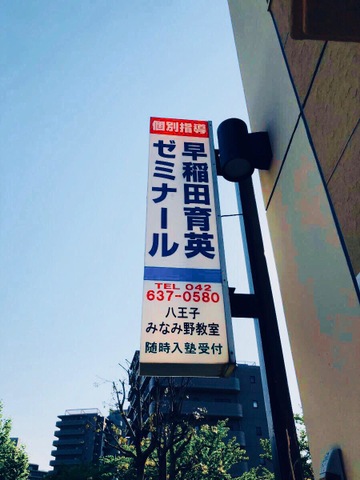 個別指導
早稲田育英
ゼミナール
TEL 042
637-0580
八王子
みなみ野教室
随時入塾受付